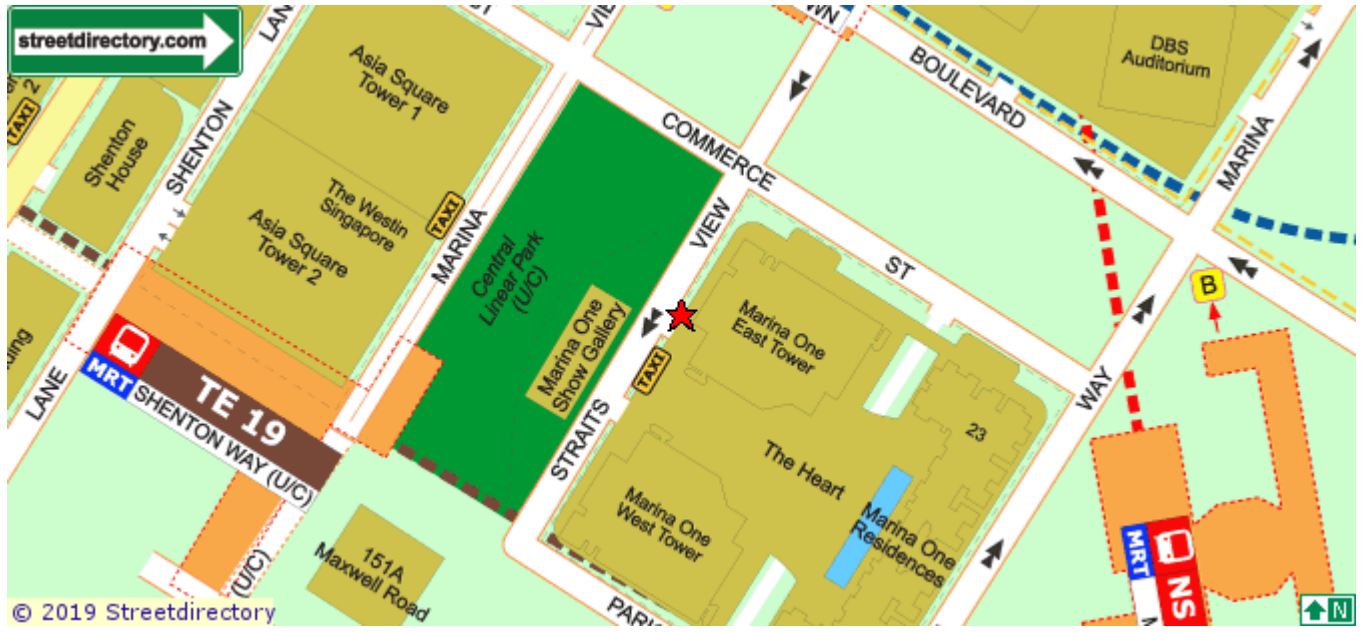 streetdirectory.com
TAXI
2
Shenton
House
LANE
SHENTON
LANE
Asia Square
Tower 1
The Westin
Singapore
Asia Square
Tower 2
TAXI
MARINA
VIEW
COMMERCE
ST
Central
Linear Park
(U/C)
Marina One
Show Gallery
STRAITS
VIEW
TAXI
Marina One
East Tower
The Heart
23
Marina One
West Tower
Marina One
Residences
BOULEVARD
DBS
Auditorium
MARINA
WAY
B
MRT
TE 19
SHENTON WAY (U/C)
(U/C)
151A
Maxwell Road
MRT
NS
© 2019 Streetdirectory
N